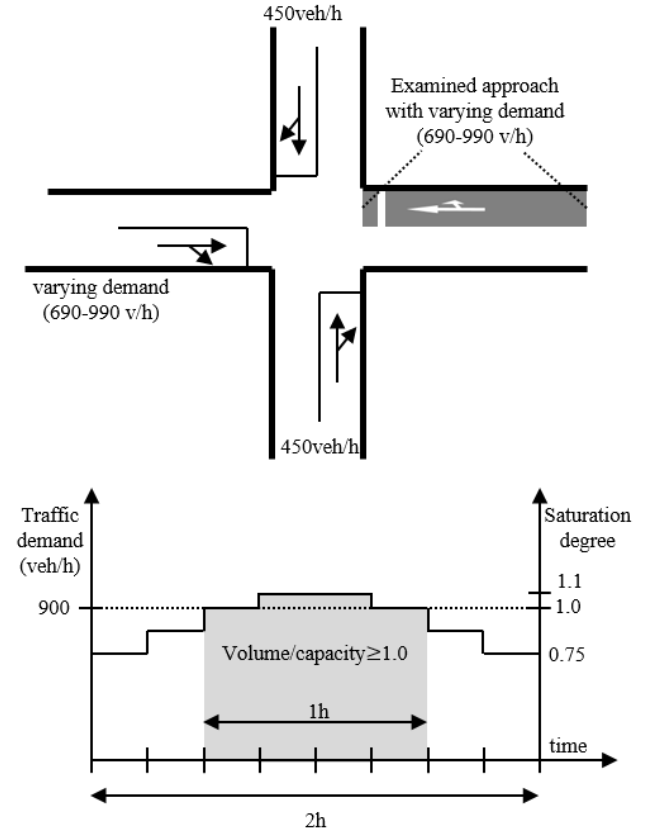 450veh/h
Examined approach
with varying demand
(690-990 v/h)
varying demand
(690-990 v/h)
450veh/h
Traffic
demand
(veh/h)
Saturation
degree
1.1
900
1.0
Volume/capacity≥1.0
0.75
1h
time
2h